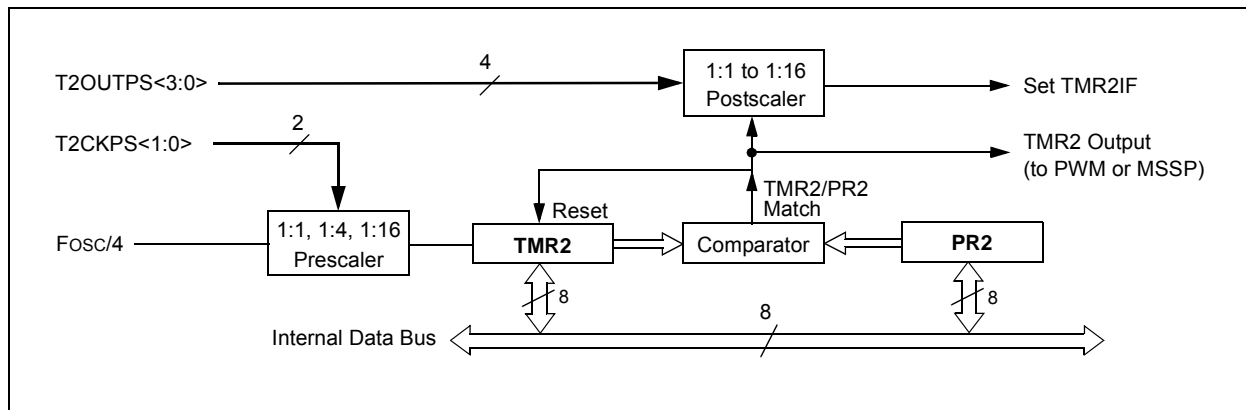 T2OUTPS<3:0>
4
1:1 to 1:16
Postscaler
Set TMR2IF
T2CKPS<1:0>
2
TMR2 Output
(to PWM or MSSP)
TMR2/PR2
Match
Reset
FOSC/4
1:1, 1:4, 1:16
Prescaler
TMR2
Comparator
PR2
8
8
8
Internal Data Bus